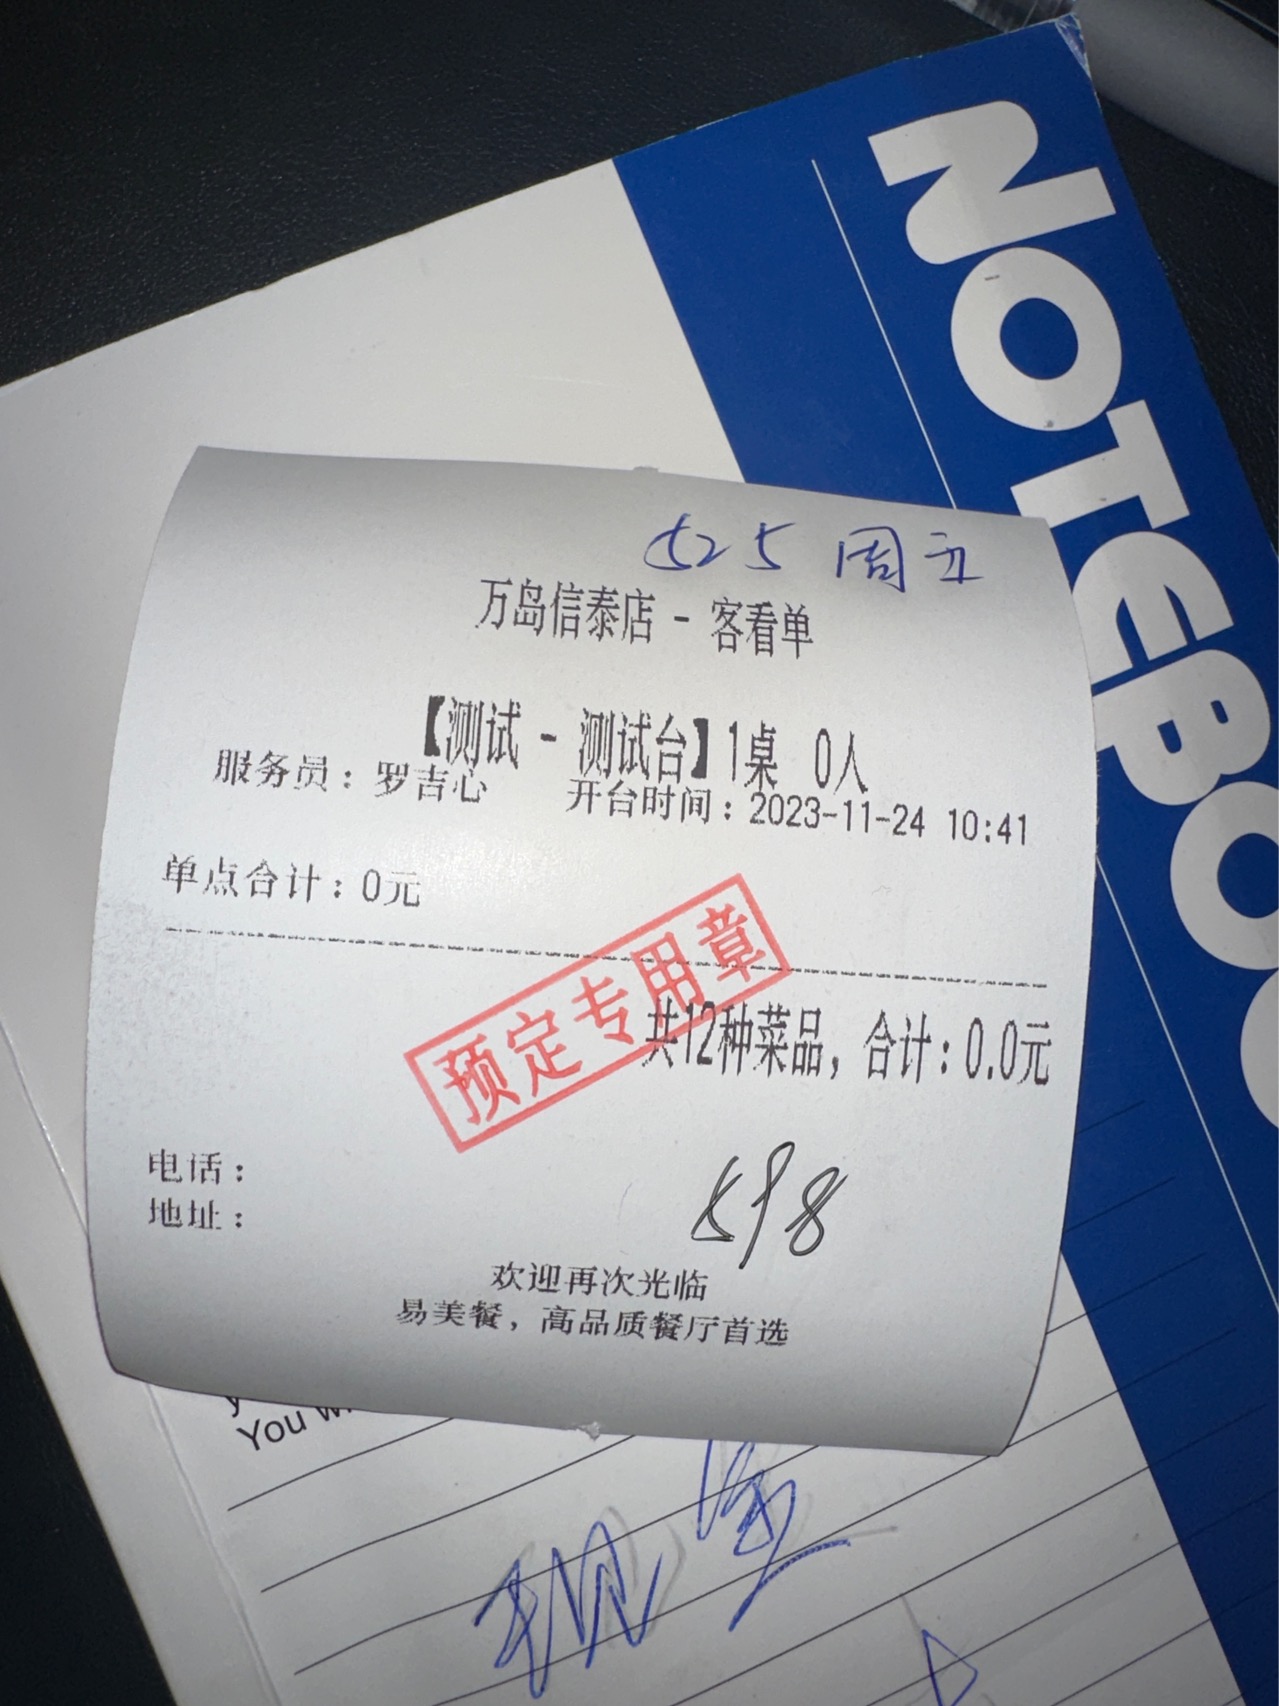 NOTEBOO
525 周五
万岛信泰店 - 客看单
【测试 - 测试台】1桌 0人
服务员：罗吉心 开台时间：2023-11-24 10:41
单点合计：0元
预定专用章
共12种菜品，合计：0.0元
电话：
地址：
598
欢迎再次光临
易美餐，高品质餐厅首选
You